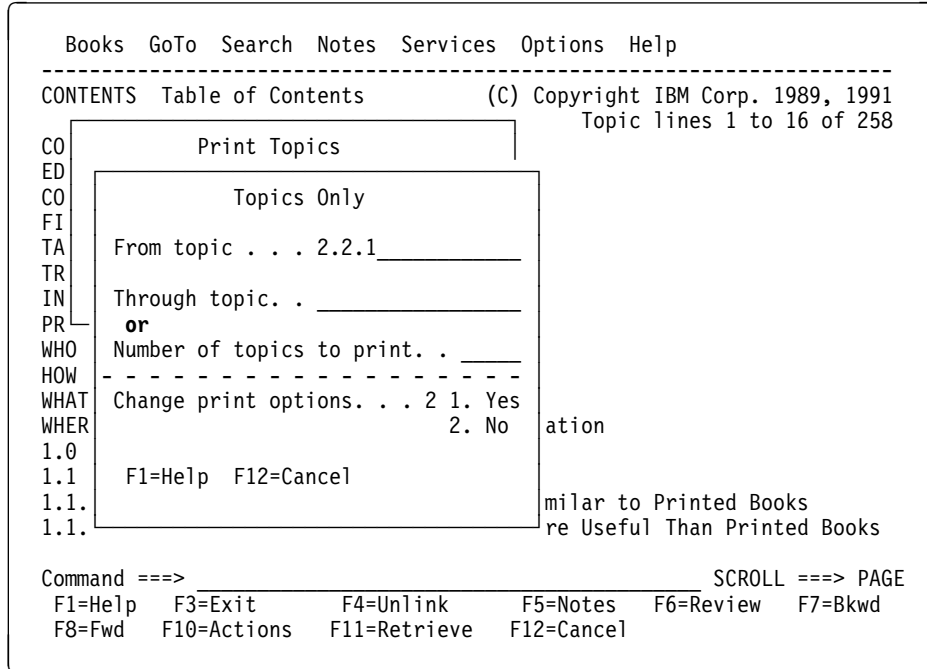 Books GoTo Search Notes Services Options Help
CONTENTS Table of Contents (C) Copyright IBM Corp. 1989, 1991
Topic lines 1 to 16 of 258
CO Print Topics
ED
CO Topics Only
FI
TA From topic . . . 2.2.1____________
TR
IN Through topic. . _________________
PR or
WHO Number of topics to print. . _____
HOW - - - - - - - - - - - - - - - - - -
WHAT Change print options. . . 2 1. Yes
WHER 2. No ation
1.0
1.1 F1=Help F12=Cancel
1.1. milar to Printed Books
1.1. re Useful Than Printed Books
Command ===> __________________________________________ SCROLL ===> PAGE
F1=Help F3=Exit F4=Unlink F5=Notes F6=Review F7=Bkwd
F8=Fwd F10=Actions F11=Retrieve F12=Cancel